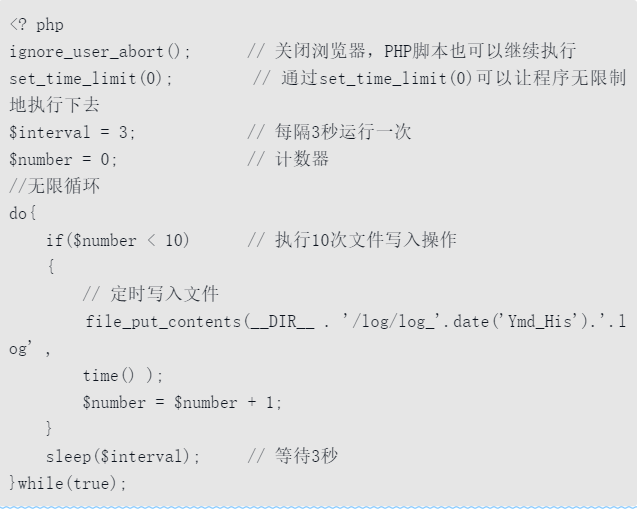 <? php
ignore_user_abort();      // 关闭浏览器，PHP脚本也可以继续执行
set_time_limit(0);         // 通过set_time_limit(0)可以让程序无限制
地执行下去
$interval = 3;            // 每隔3秒运行一次
$number = 0;              // 计数器
//无限循环
do{
    if($number < 10)      // 执行10次文件写入操作
    {
        // 定时写入文件
        file_put_contents(__DIR__ . '/log/log_'.date('Ymd_His').'.l
og' ,
        time() );
        $number = $number + 1;
    }
    sleep($interval);     // 等待3秒
}while(true);